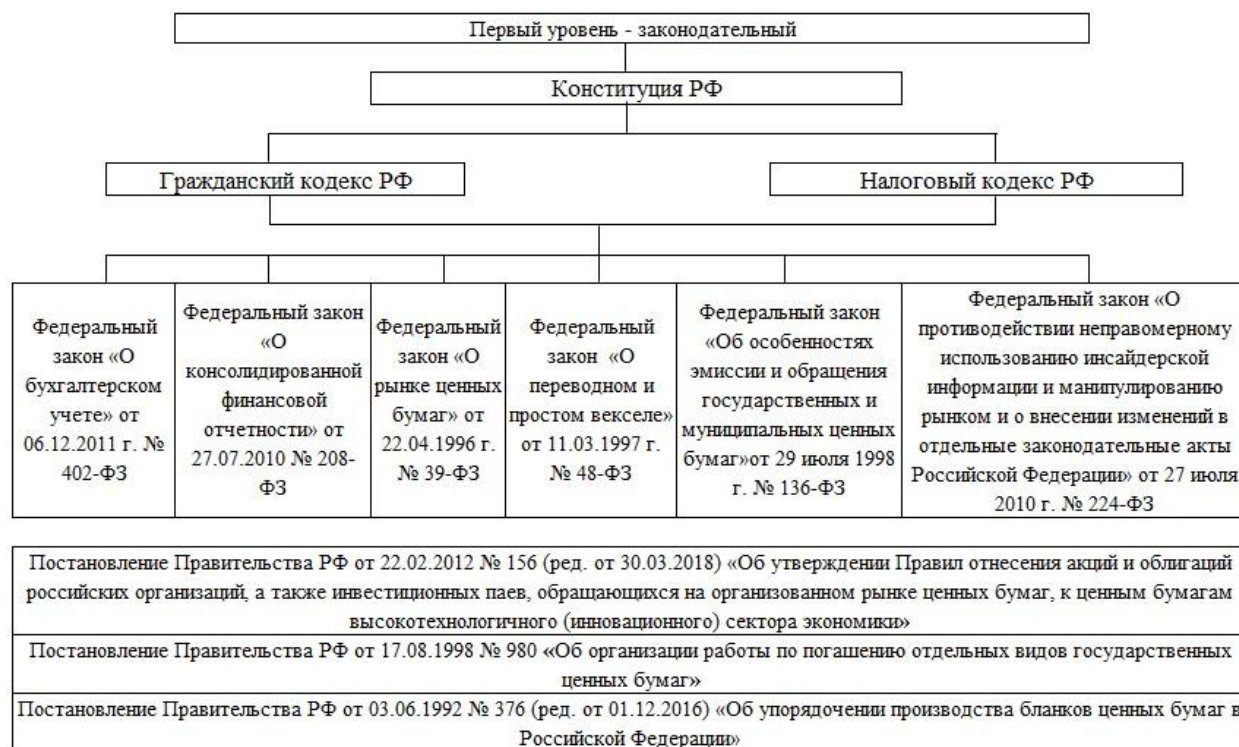 Первый уровень - законодательный
Конституция РФ
Гражданский кодекс РФ
Налоговый кодекс РФ
Федеральный
закон «О
бухгалтерском
учете» от
06.12.2011 г. №
402-ФЗ
Федеральный закон
«О
консолидированной
финансовой
отчетности» от
27.07.2010 № 208-
ФЗ
Федеральный
закон «О
рынке ценных
бумаг» от
22.04.1996 г.
№ 39-ФЗ
Федеральный
закон «О
переводном и
простом векселе»
от 11.03.1997 г.
№ 48-ФЗ
Федеральный закон
«Об особенностях
эмиссии и обращения
государственных и
муниципальных ценных
бумаг»от 29 июля 1998
г. № 136-ФЗ
Федеральный закон «О
противодействии неправомерному
использованию инсайдерской
информации и манипулированию
рынком и о внесении изменений в
отдельные законодательные акты
Российской Федерации» от 27 июля
2010 г. № 224-ФЗ
Постановление Правительства РФ от 22.02.2012 № 156 (ред. от 30.03.2018) «Об утверждении Правил отнесения акций и облигаций
российских организаций, а также инвестиционных паев, обращающихся на организованном рынке ценных бумаг, к ценным бумагам
высокотехнологичного (инновационного) сектора экономики»
Постановление Правительства РФ от 17.08.1998 № 980 «Об организации работы по погашению отдельных видов государственных
ценных бумаг»
Постановление Правительства РФ от 03.06.1992 № 376 (ред. от 01.12.2016) «Об упорядочении производства бланков ценных бумаг в
Российской Федерации»